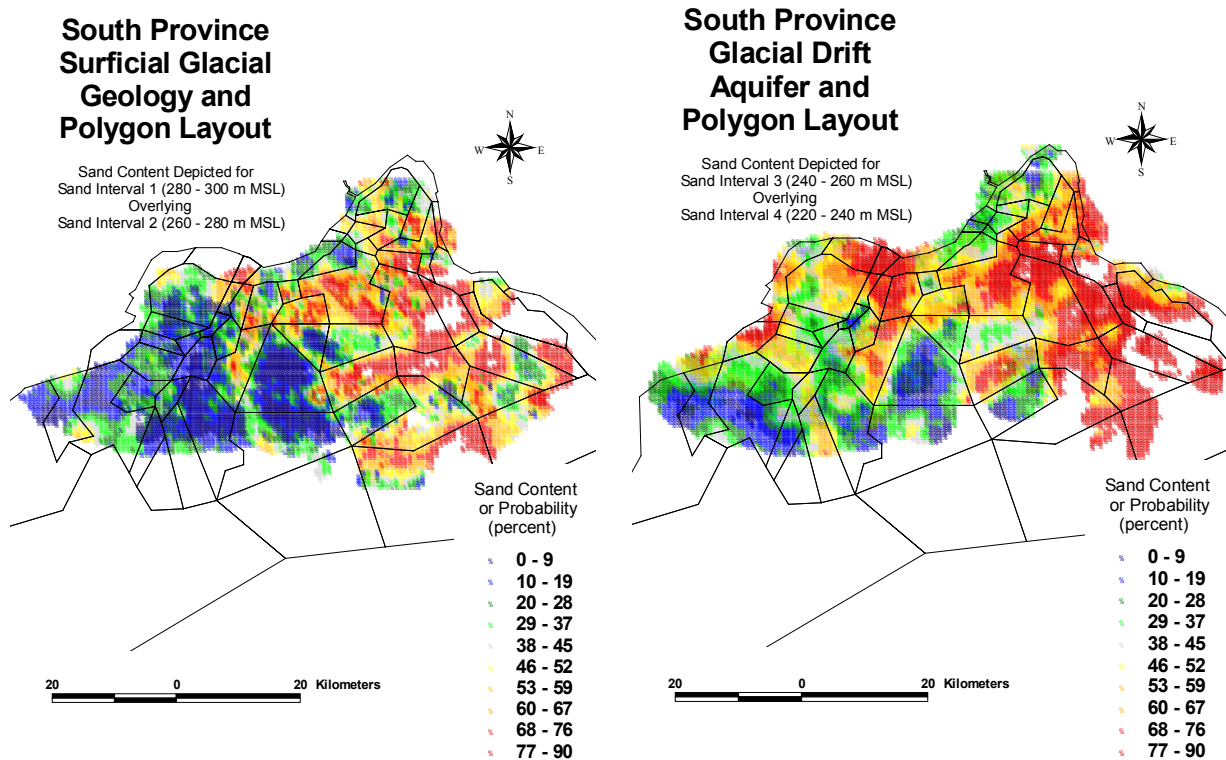 South Province
Surficial Glacial
Geology and
Polygon Layout
Sand Content Depicted for
Sand Interval 1 (280 - 300 m MSL)
Overlying
Sand Interval 2 (260 - 280 m MSL)
N
W
E
S
Sand Content
or Probability
(percent)
% 0 - 9
% 10 - 19
% 20 - 28
% 29 - 37
% 38 - 45
% 46 - 52
% 53 - 59
% 60 - 67
% 68 - 76
% 77 - 90
20 0 20 Kilometers
South Province
Glacial Drift
Aquifer and
Polygon Layout
Sand Content Depicted for
Sand Interval 3 (240 - 260 m MSL)
Overlying
Sand Interval 4 (220 - 240 m MSL)
N
W
E
S
Sand Content
or Probability
(percent)
% 0 - 9
% 10 - 19
% 20 - 28
% 29 - 37
% 38 - 45
% 46 - 52
% 53 - 59
% 60 - 67
% 68 - 76
% 77 - 90
20 0 20 Kilometers